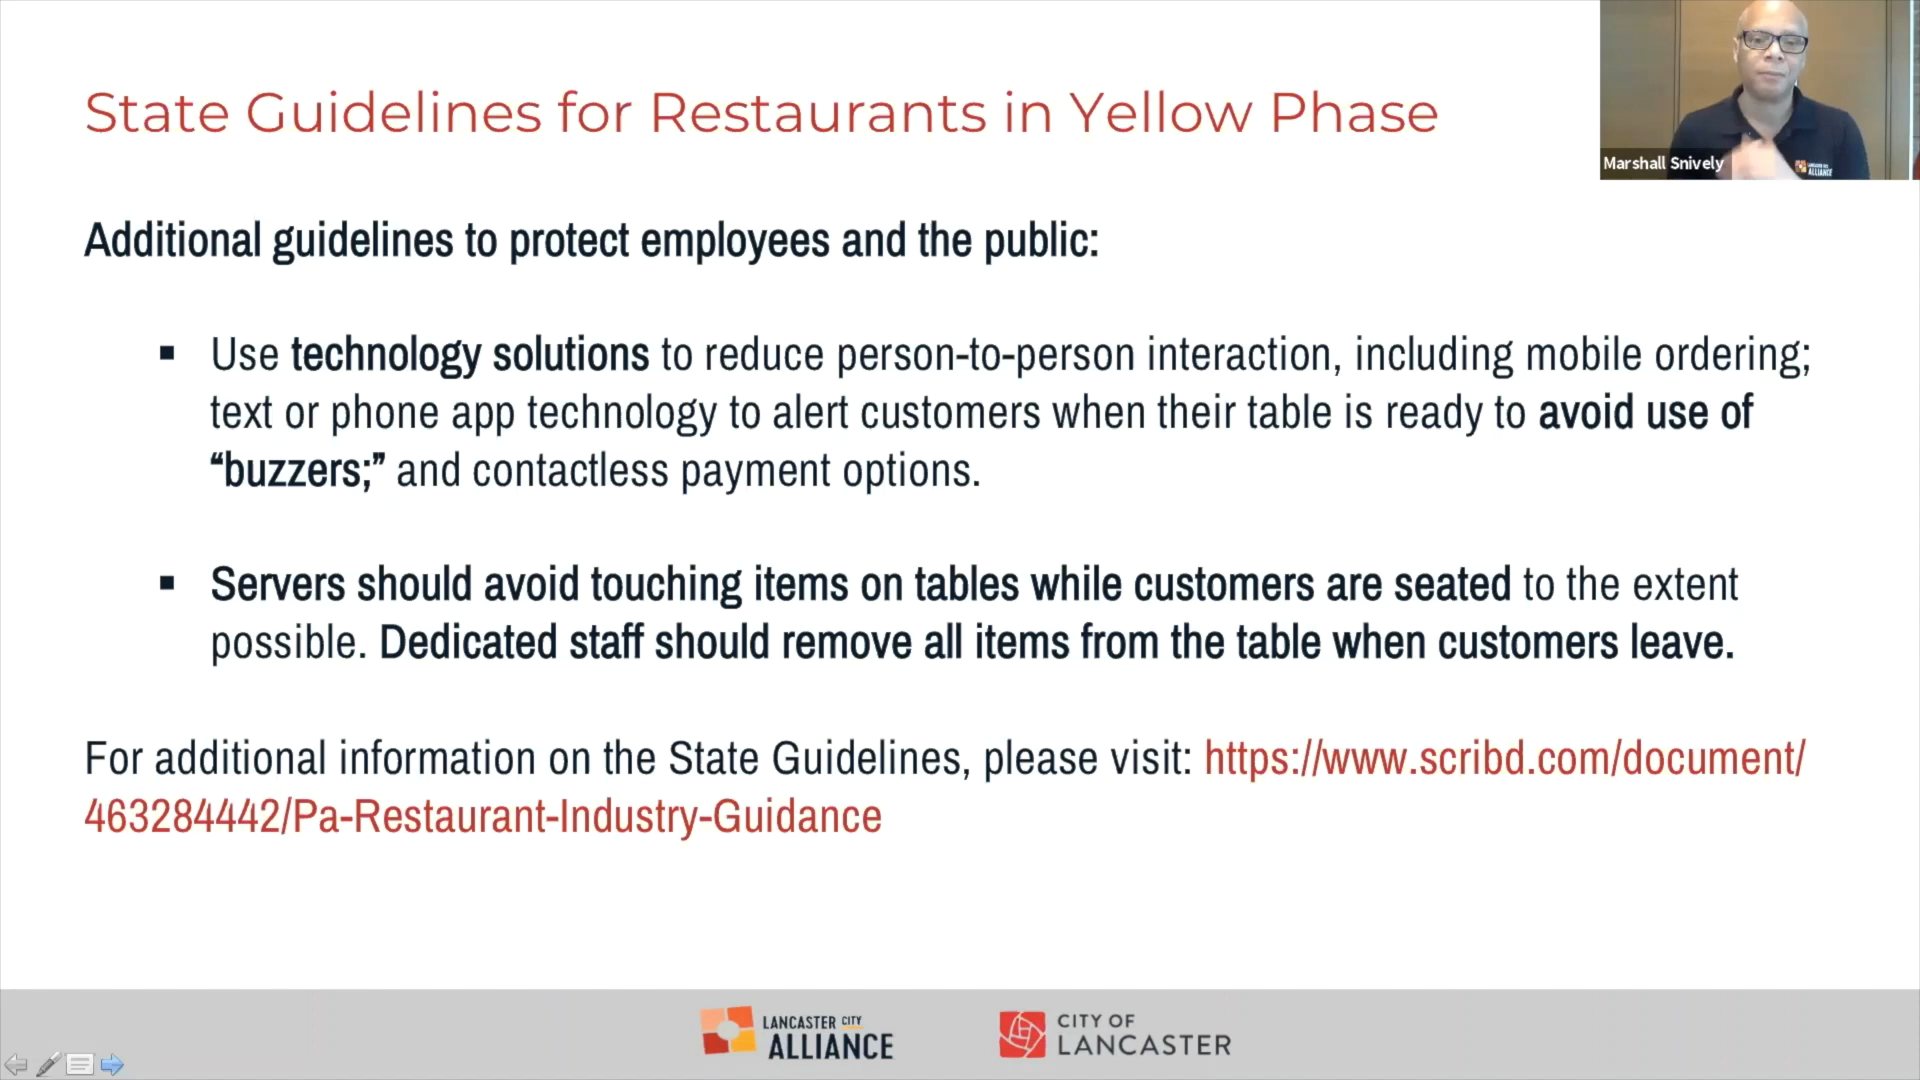 State Guidelines for Restaurants in Yellow Phase
Marshall Snively
ALLIANCE
Additional guidelines to protect employees and the public:
▪ Use technology solutions to reduce person-to-person interaction, including mobile ordering;
text or phone app technology to alert customers when their table is ready to avoid use of
“buzzers;” and contactless payment options.
▪ Servers should avoid touching items on tables while customers are seated to the extent
possible. Dedicated staff should remove all items from the table when customers leave.
For additional information on the State Guidelines, please visit: https://www.scribd.com/document/
463284442/Pa-Restaurant-Industry-Guidance
LANCASTER CITY
ALLIANCE
CITY OF
LANCASTER